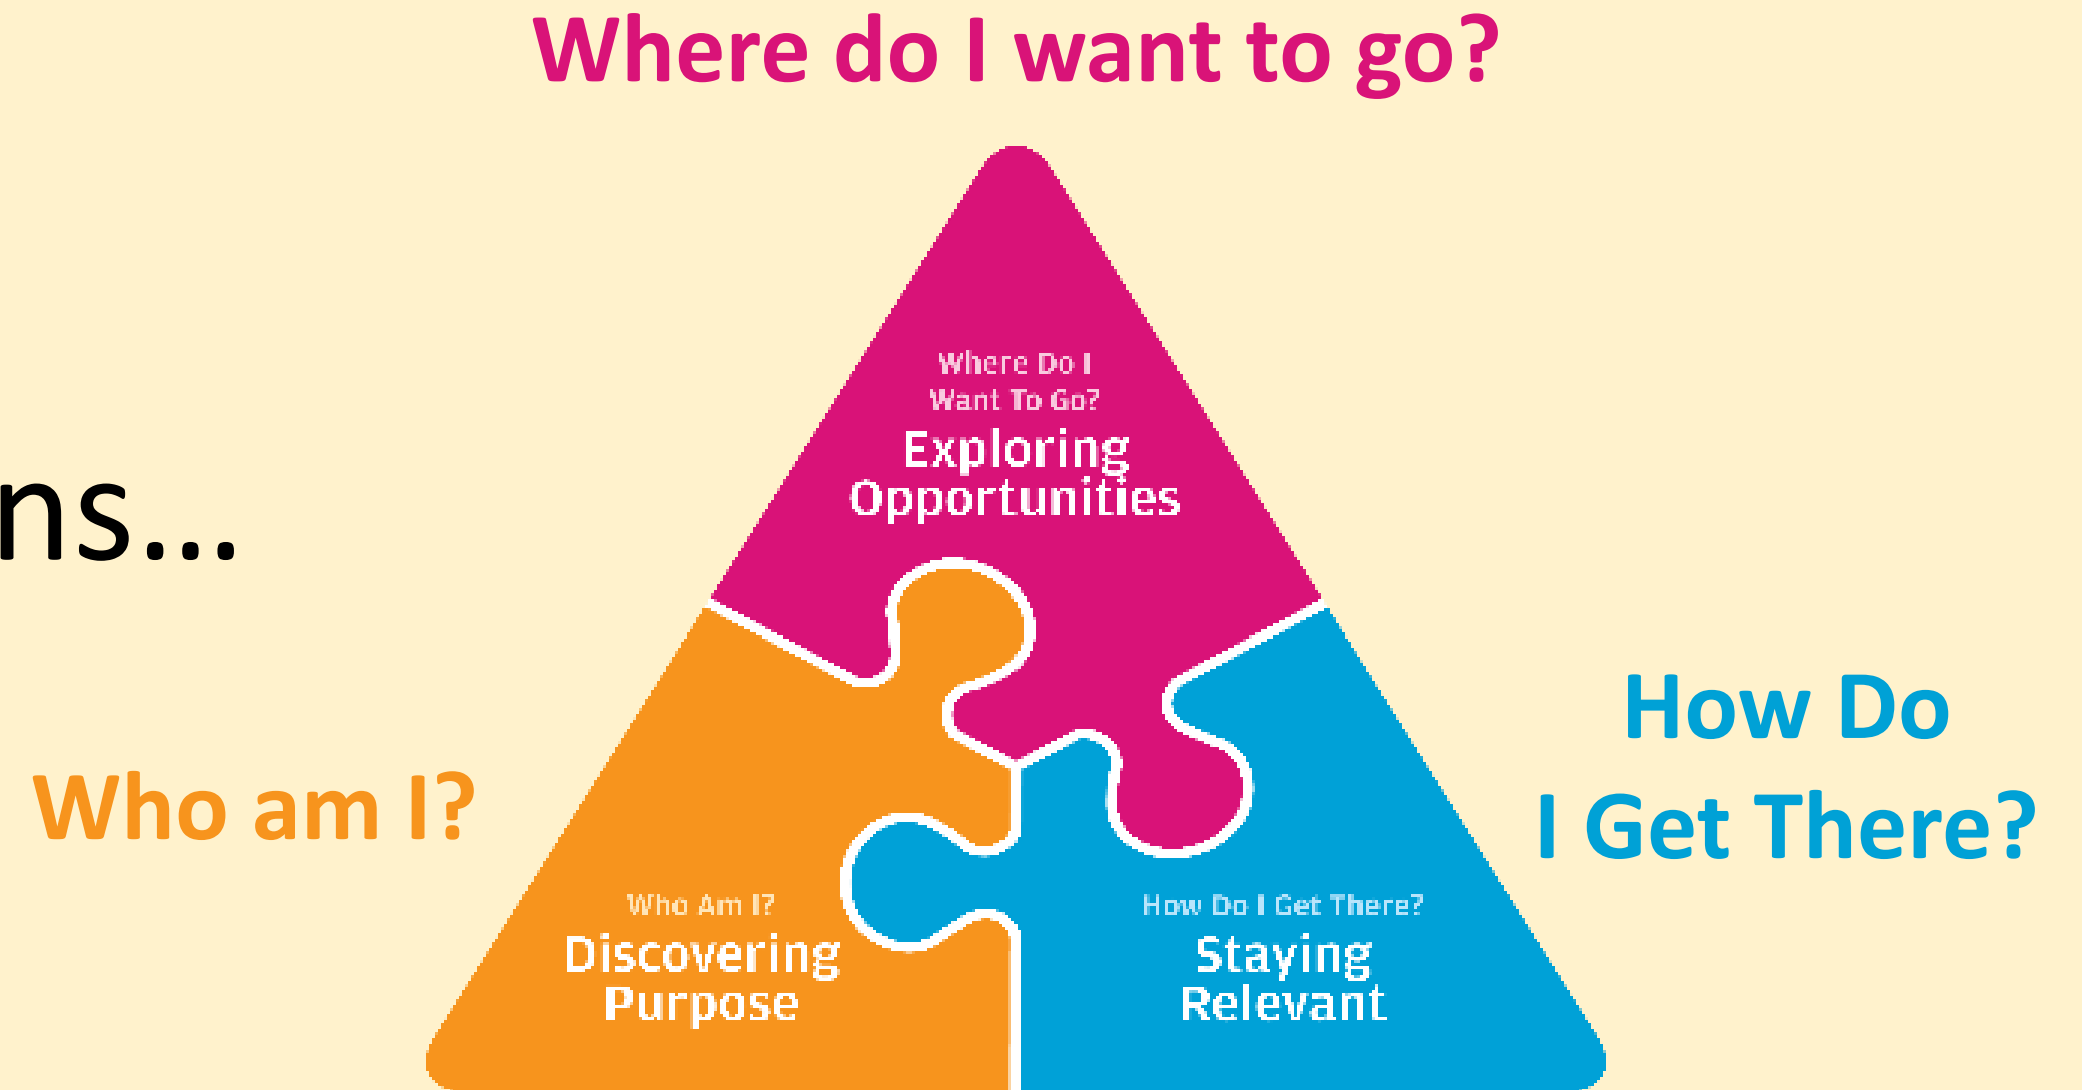 Where do I want to go?
Where Do I
Want To Go?
Exploring
Opportunities
ns...
Who am I?
How Do
I Get There?
Who Am I?
Discovering
Purpose
How Do I Get There?
Staying
Relevant